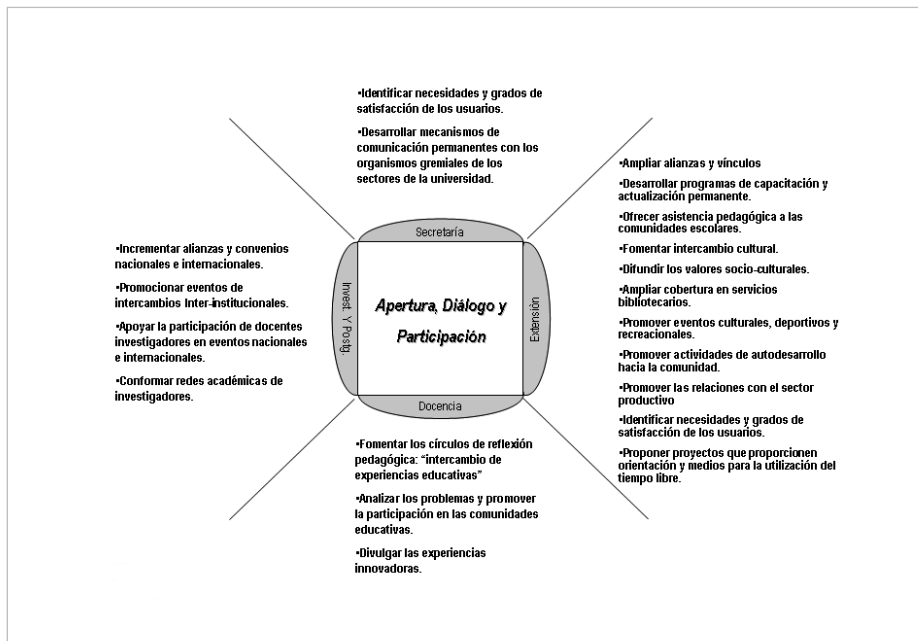 •Identificar necesidades y grados de
satisfacción de los usuarios.
•Desarrollar mecanismos de
comunicación permanentes con los
organismos gremiales de los
sectores de la universidad.
Secretaría
•Incrementar alianzas y convenios
nacionales e internacionales.
•Promocionar eventos de
intercambios Inter-institucionales.
•Apoyar la participación de docentes
investigadores en eventos nacionales
e internacionales.
•Conformar redes académicas de
investigadores.
Invest. Y Postg.
Apertura, Diálogo y
Participación
Extensión
•Ampliar alianzas y vínculos
•Desarrollar programas de capacitación y
actualización permanente.
•Ofrecer asistencia pedagógica a las
comunidades escolares.
•Fomentar intercambio cultural.
•Difundir los valores socio-culturales.
•Ampliar cobertura en servicios
bibliotecarios.
•Promover eventos culturales, deportivos y
recreacionales.
•Promover actividades de autodesarrollo
hacia la comunidad.
•Promover las relaciones con el sector
productivo
•Identificar necesidades y grados de
satisfacción de los usuarios.
•Proponer proyectos que proporcionen
orientación y medios para la utilización del
tiempo libre.
Docencia
•Fomentar los círculos de reflexión
pedagógica: “intercambio de
experiencias educativas”
•Analizar los problemas y promover
la participación en las comunidades
educativas.
•Divulgar las experiencias
innovadoras.